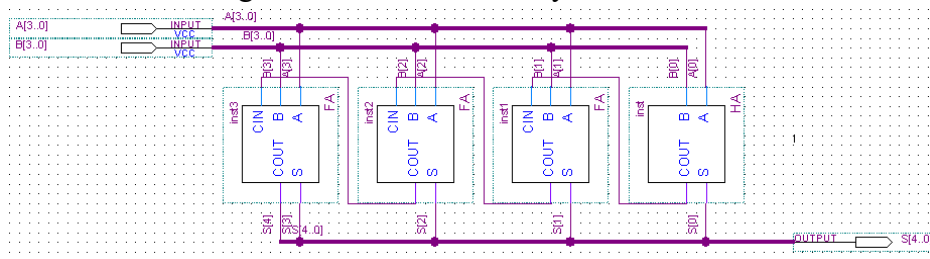 A[3..0]
A[3..0] INPUT
VCC
B[3..0]
B[3..0] INPUT
VCC
B[3] A[3] B[2] A[2] B[1] A[1] B[0] A[0]
inst3 CIN B A FA
COUT S
inst2 CIN B A FA
COUT S
inst1 CIN B A FA
COUT S
inst B A HA
COUT S
S[4] S[3] S[2] S[1] S[0]
S[4..0]
OUTPUT S[4..0